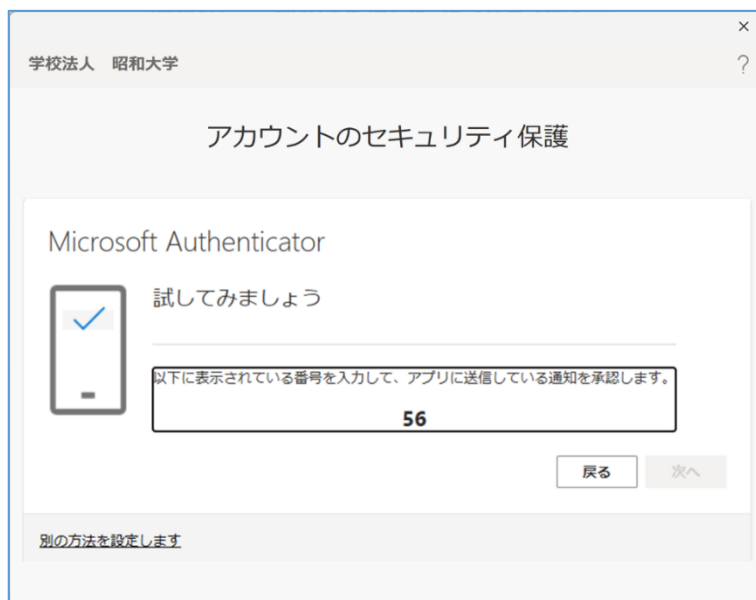 ×
学校法人　昭和大学
?
アカウントのセキュリティ保護
Microsoft Authenticator
試してみましょう
以下に表示されている番号を入力して、アプリに送信している通知を承認します。
56
戻る
次へ
別の方法を設定します